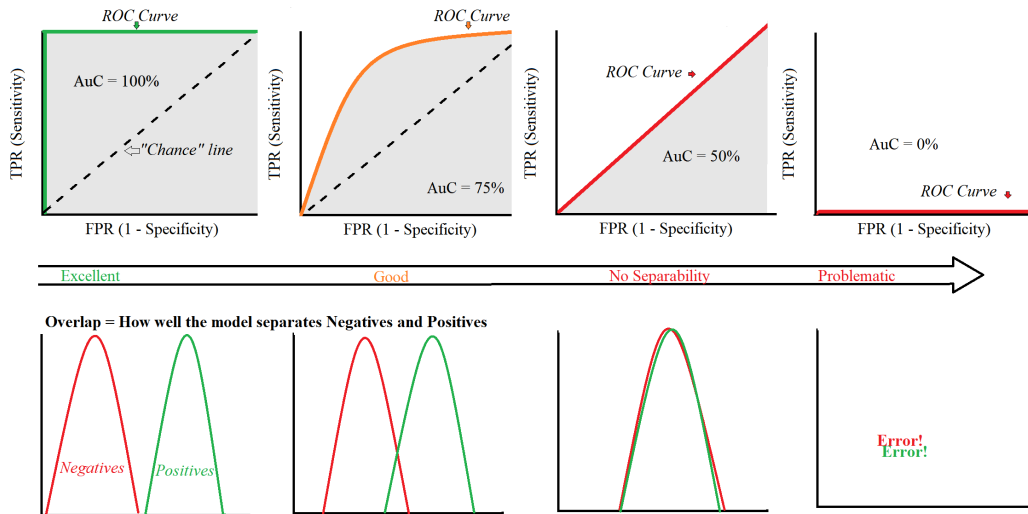 ROC Curve
TPR (Sensitivity)
AuC = 100%
"Chance" line
FPR (1 - Specificity)
ROC Curve
TPR (Sensitivity)
AuC = 75%
FPR (1 - Specificity)
TPR (Sensitivity)
ROC Curve
AuC = 50%
FPR (1 - Specificity)
TPR (Sensitivity)
AuC = 0%
ROC Curve
FPR (1 - Specificity)
Excellent
Good
No Separability
Problematic
Overlap = How well the model separates Negatives and Positives
Negatives
Positives
Error!
Error!